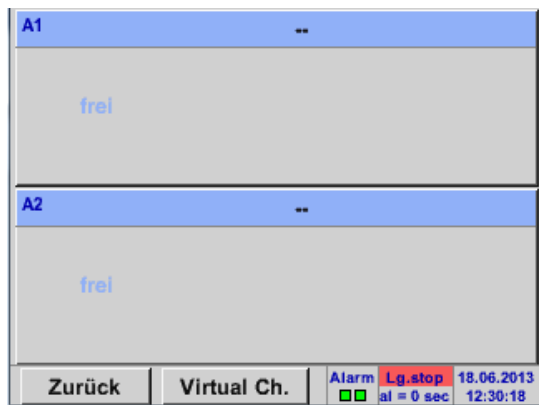 A1 --
frei
A2 --
frei
Zurück
Virtual Ch.
Alarm
Lg.stop
al = 0 sec
18.06.2013
12:30:18